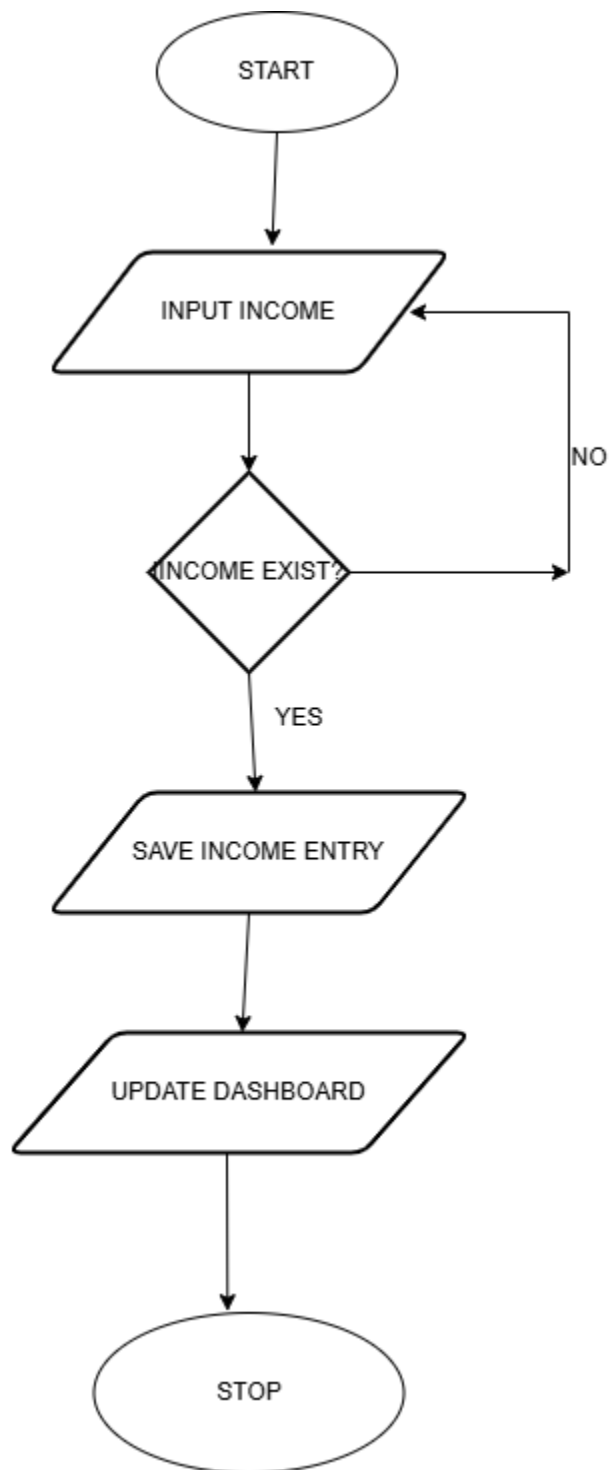 START
INPUT INCOME
NO
INCOME EXIST?
YES
SAVE INCOME ENTRY
UPDATE DASHBOARD
STOP